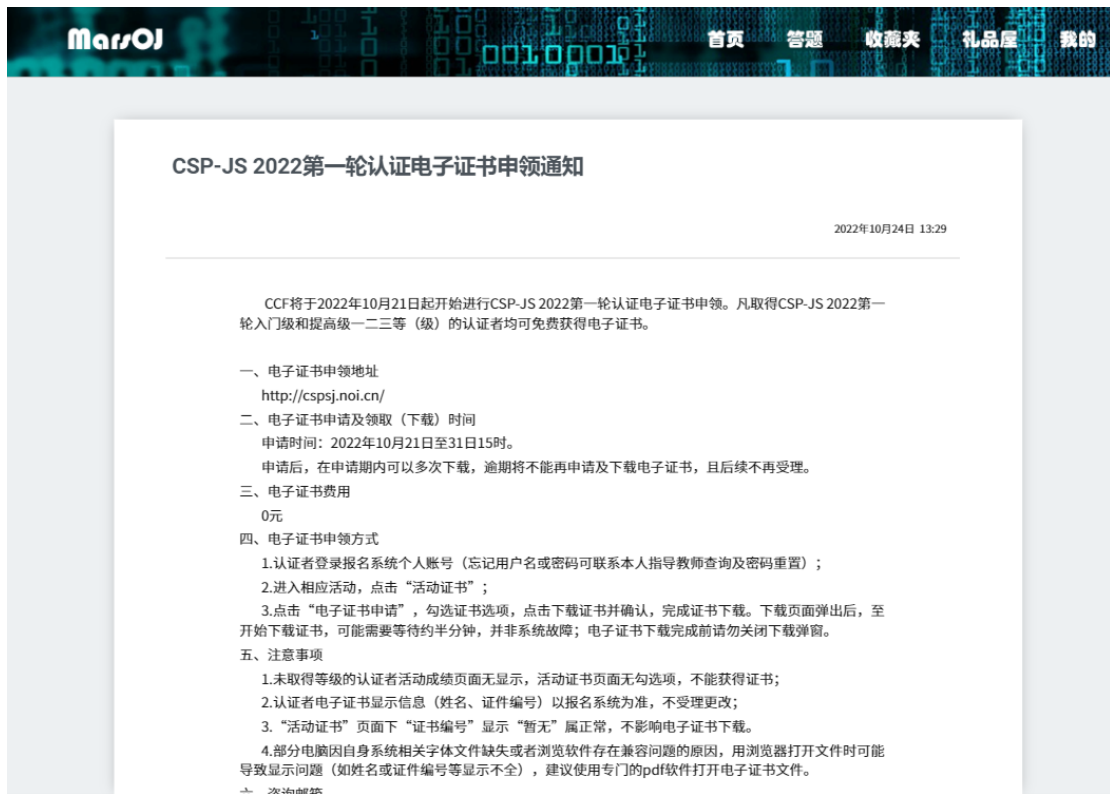 MarsOJ
首页 答题 收藏夹 礼品屋 我的
CSP-JS 2022第一轮认证电子证书申领通知
2022年10月24日 13:29
CCF将于2022年10月21日起开始进行CSP-JS 2022第一轮认证电子证书申领。凡取得CSP-JS 2022第一
轮入门级和提高级一二三等（级）的认证者均可免费获得电子证书。
一、电子证书申领地址
http://cspsj.noi.cn/
二、电子证书申请及领取（下载）时间
申请时间：2022年10月21日至31日15时。
申请后，在申请期内可以多次下载，逾期将不能再申请及下载电子证书，且后续不再受理。
三、电子证书费用
0元
四、电子证书申领方式
1.认证者登录报名系统个人账号（忘记用户名或密码可联系本人指导教师查询及密码重置）；
2.进入相应活动，点击“活动证书”；
3.点击“电子证书申请”，勾选证书选项，点击下载证书并确认，完成证书下载。下载页面弹出后，至
开始下载证书，可能需要等待约半分钟，并非系统故障；电子证书下载完成前请勿关闭下载弹窗。
五、注意事项
1.未取得等级的认证者活动成绩页面无显示，活动证书页面无勾选项，不能获得证书；
2.认证者电子证书显示信息（姓名、证件编号）以报名系统为准，不受理更改；
3.“活动证书”页面下“证书编号”显示“暂无”属正常，不影响电子证书下载。
4.部分电脑因自身系统相关字体文件缺失或者浏览软件存在兼容问题的原因，用浏览器打开文件时可能
导致显示问题（如姓名或证件编号等显示不全），建议使用专门的pdf软件打开电子证书文件。
六、咨询邮箱